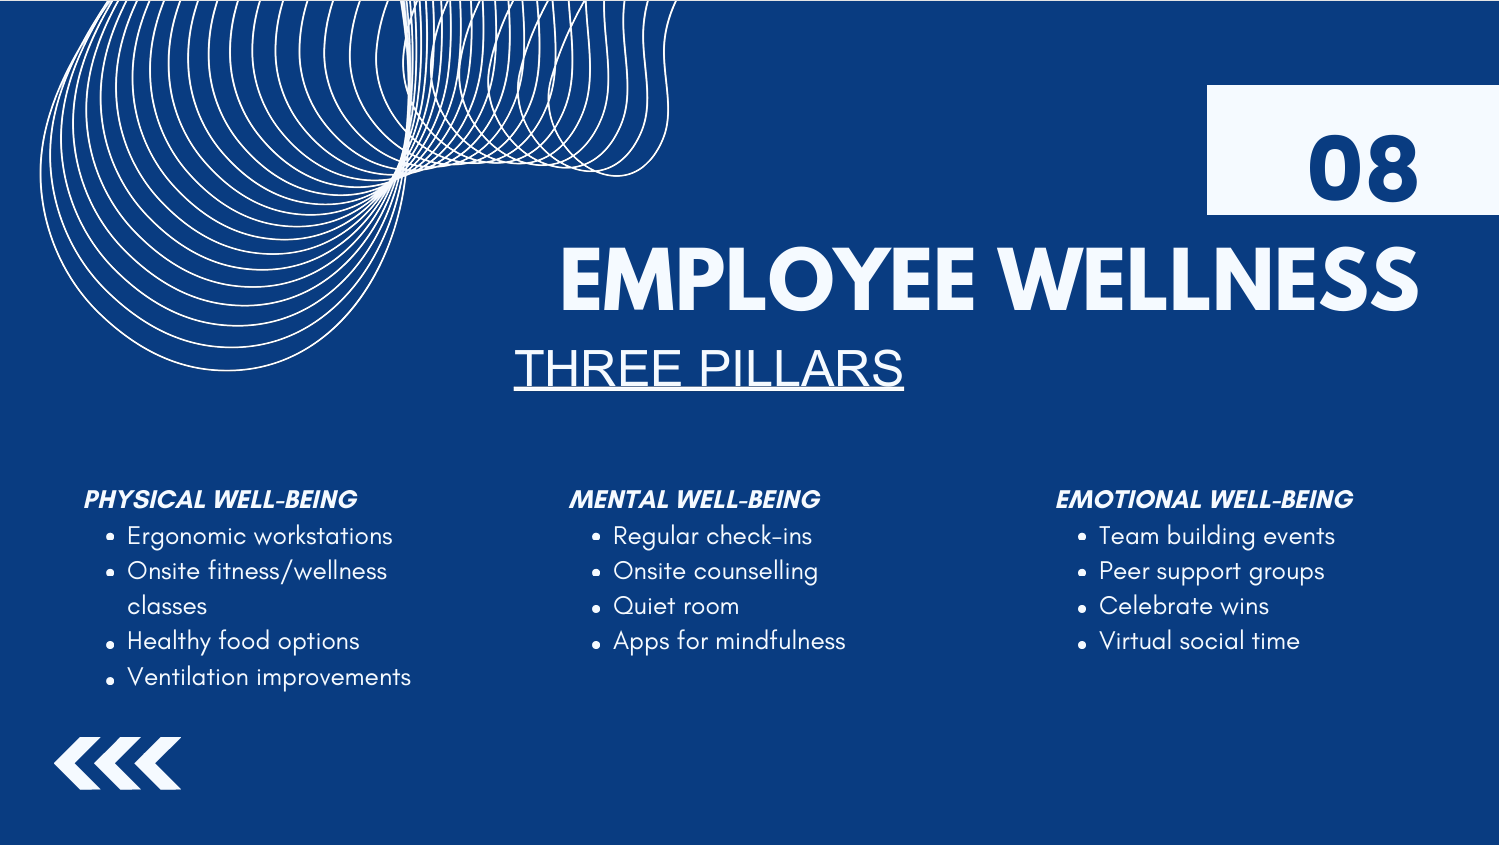 08
EMPLOYEE WELLNESS
THREE PILLARS
PHYSICAL WELL-BEING
Ergonomic workstations
Onsite fitness/wellness
classes
Healthy food options
Ventilation improvements
MENTAL WELL-BEING
Regular check-ins
Onsite counselling
Quiet room
Apps for mindfulness
EMOTIONAL WELL-BEING
Team building events
Peer support groups
Celebrate wins
Virtual social time